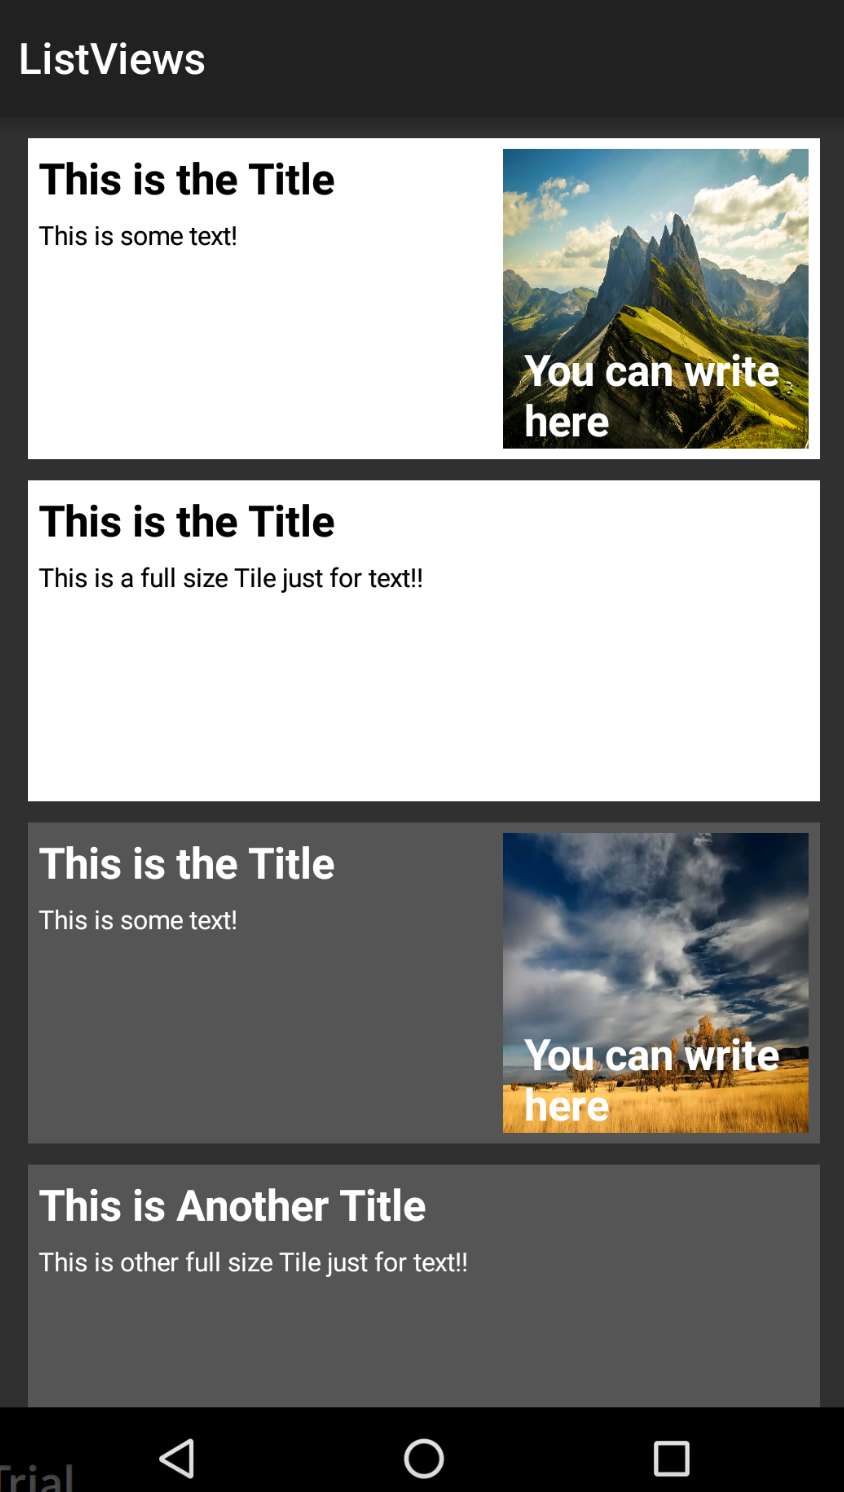 ListViews
This is the Title
This is some text!
You can write
here
This is the Title
This is a full size Tile just for text!!
This is the Title
This is some text!
You can write
here
This is Another Title
This is other full size Tile just for text!!
Trial